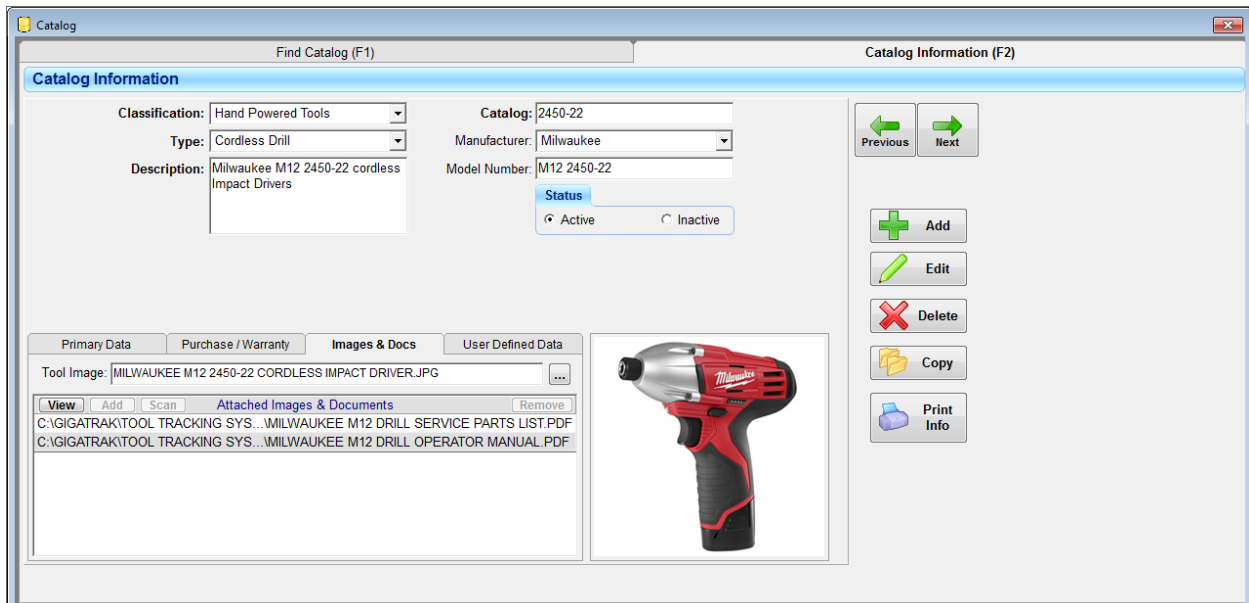 Catalog
Find Catalog (F1)
Catalog Information (F2)
Catalog Information
Classification: Hand Powered Tools
Catalog: 2450-22
Type: Cordless Drill
Manufacturer: Milwaukee
Description: Milwaukee M12 2450-22 cordless
Impact Drivers
Model Number: M12 2450-22
Status
Active
Inactive
Previous
Next
Add
Edit
Delete
Copy
Print
Info
Primary Data
Purchase / Warranty
Images & Docs
User Defined Data
Tool Image: MILWAUKEE M12 2450-22 CORDLESS IMPACT DRIVER.JPG
...
View Add Scan Attached Images & Documents Remove
C:\GIGATRAK\TOOL TRACKING SYS...\MILWAUKEE M12 DRILL SERVICE PARTS LIST.PDF
C:\GIGATRAK\TOOL TRACKING SYS...\MILWAUKEE M12 DRILL OPERATOR MANUAL.PDF
Milwaukee